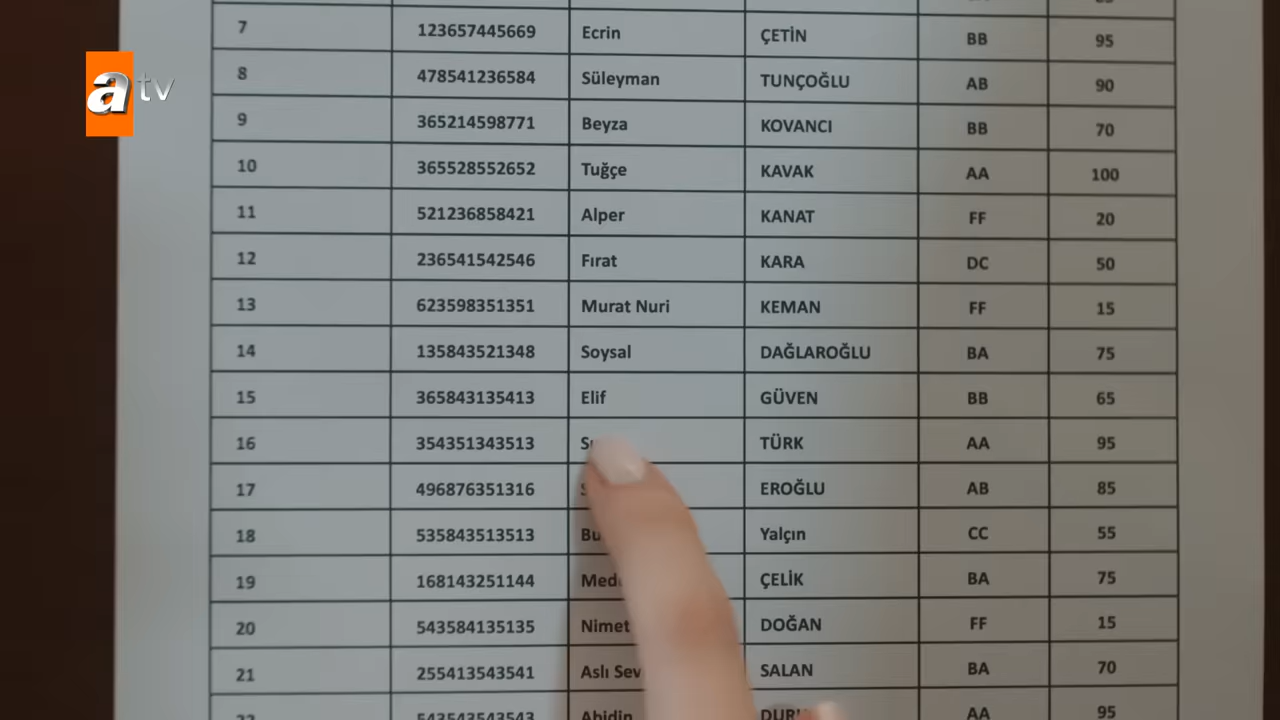 atv
7 123657445669 Ecrin ÇETİN BB 95
8 478541236584 Süleyman TUNÇOĞLU AB 90
9 365214598771 Beyza KOVANCI BB 70
10 365528552652 Tuğçe KAVAK AA 100
11 521236858421 Alper KANAT FF 20
12 236541542546 Fırat KARA DC 50
13 623598351351 Murat Nuri KEMAN FF 15
14 135843521348 Soysal DAĞLAROĞLU BA 75
15 365843135413 Elif GÜVEN BB 65
16 354351343513 TÜRK AA 95
17 496876351316 EROĞLU AB 85
18 535843513513 Yalçın CC 55
19 168143251144 ÇELİK BA 75
20 543584135135 Nimet DOĞAN FF 15
21 255413543541 Aslı Sev SALAN BA 70
543543543543 Abidin AA 95